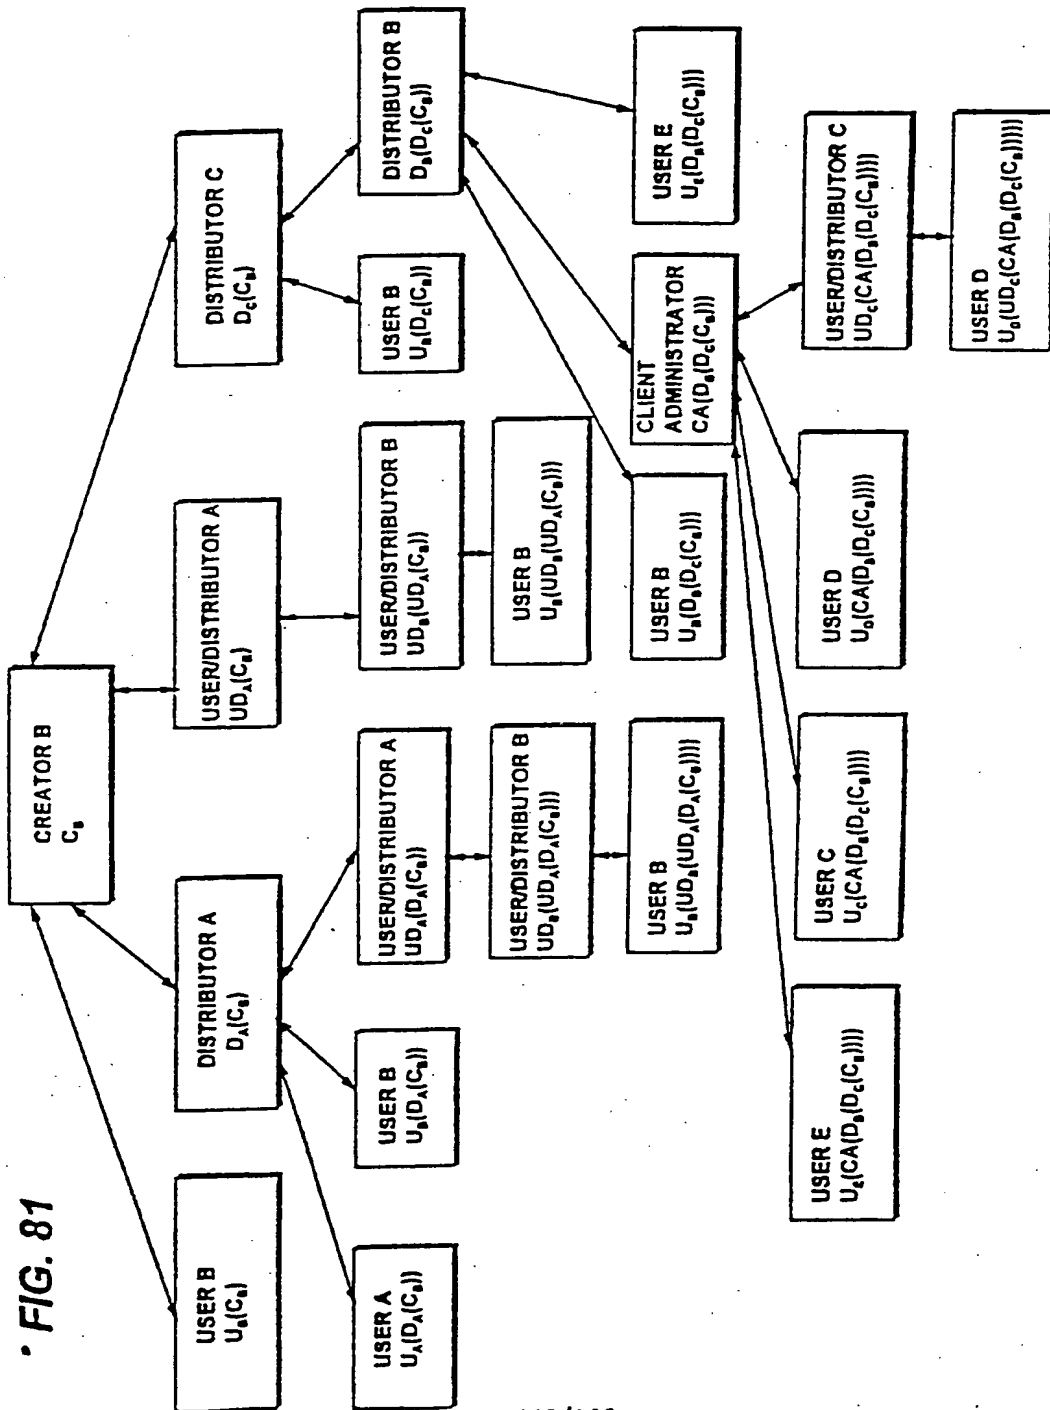 FIG. 81
CREATOR B
C_B
USER B
U_B(C_B)
DISTRIBUTOR A
D_A(C_B)
USER/DISTRIBUTOR A
UD_A(C_B)
DISTRIBUTOR C
D_C(C_B)
USER A
U_A(D_A(C_B))
USER B
U_B(D_A(C_B))
USER/DISTRIBUTOR A
UD_A(D_A(C_B))
USER/DISTRIBUTOR B
UD_B(UD_A(C_B))
USER B
U_B(D_C(C_B))
DISTRIBUTOR B
D_B(D_C(C_B))
USER/DISTRIBUTOR B
UD_B(UD_A(D_A(C_B)))
USER B
U_B(UD_B(UD_A(C_B)))
USER B
U_B(UD_B(UD_A(D_A(C_B))))
USER B
U_B(D_B(D_C(C_B)))
CLIENT
ADMINISTRATOR
CA(D_B(D_C(C_B)))
USER E
U_E(D_B(D_C(C_B)))
USER E
U_E(CA(D_B(D_C(C_B))))
USER C
U_C(CA(D_B(D_C(C_B))))
USER D
U_D(CA(D_B(D_C(C_B))))
USER/DISTRIBUTOR C
UD_C(CA(D_B(D_C(C_B))))
USER D
U_D(UD_C(CA(D_B(D_C(C_B)))))